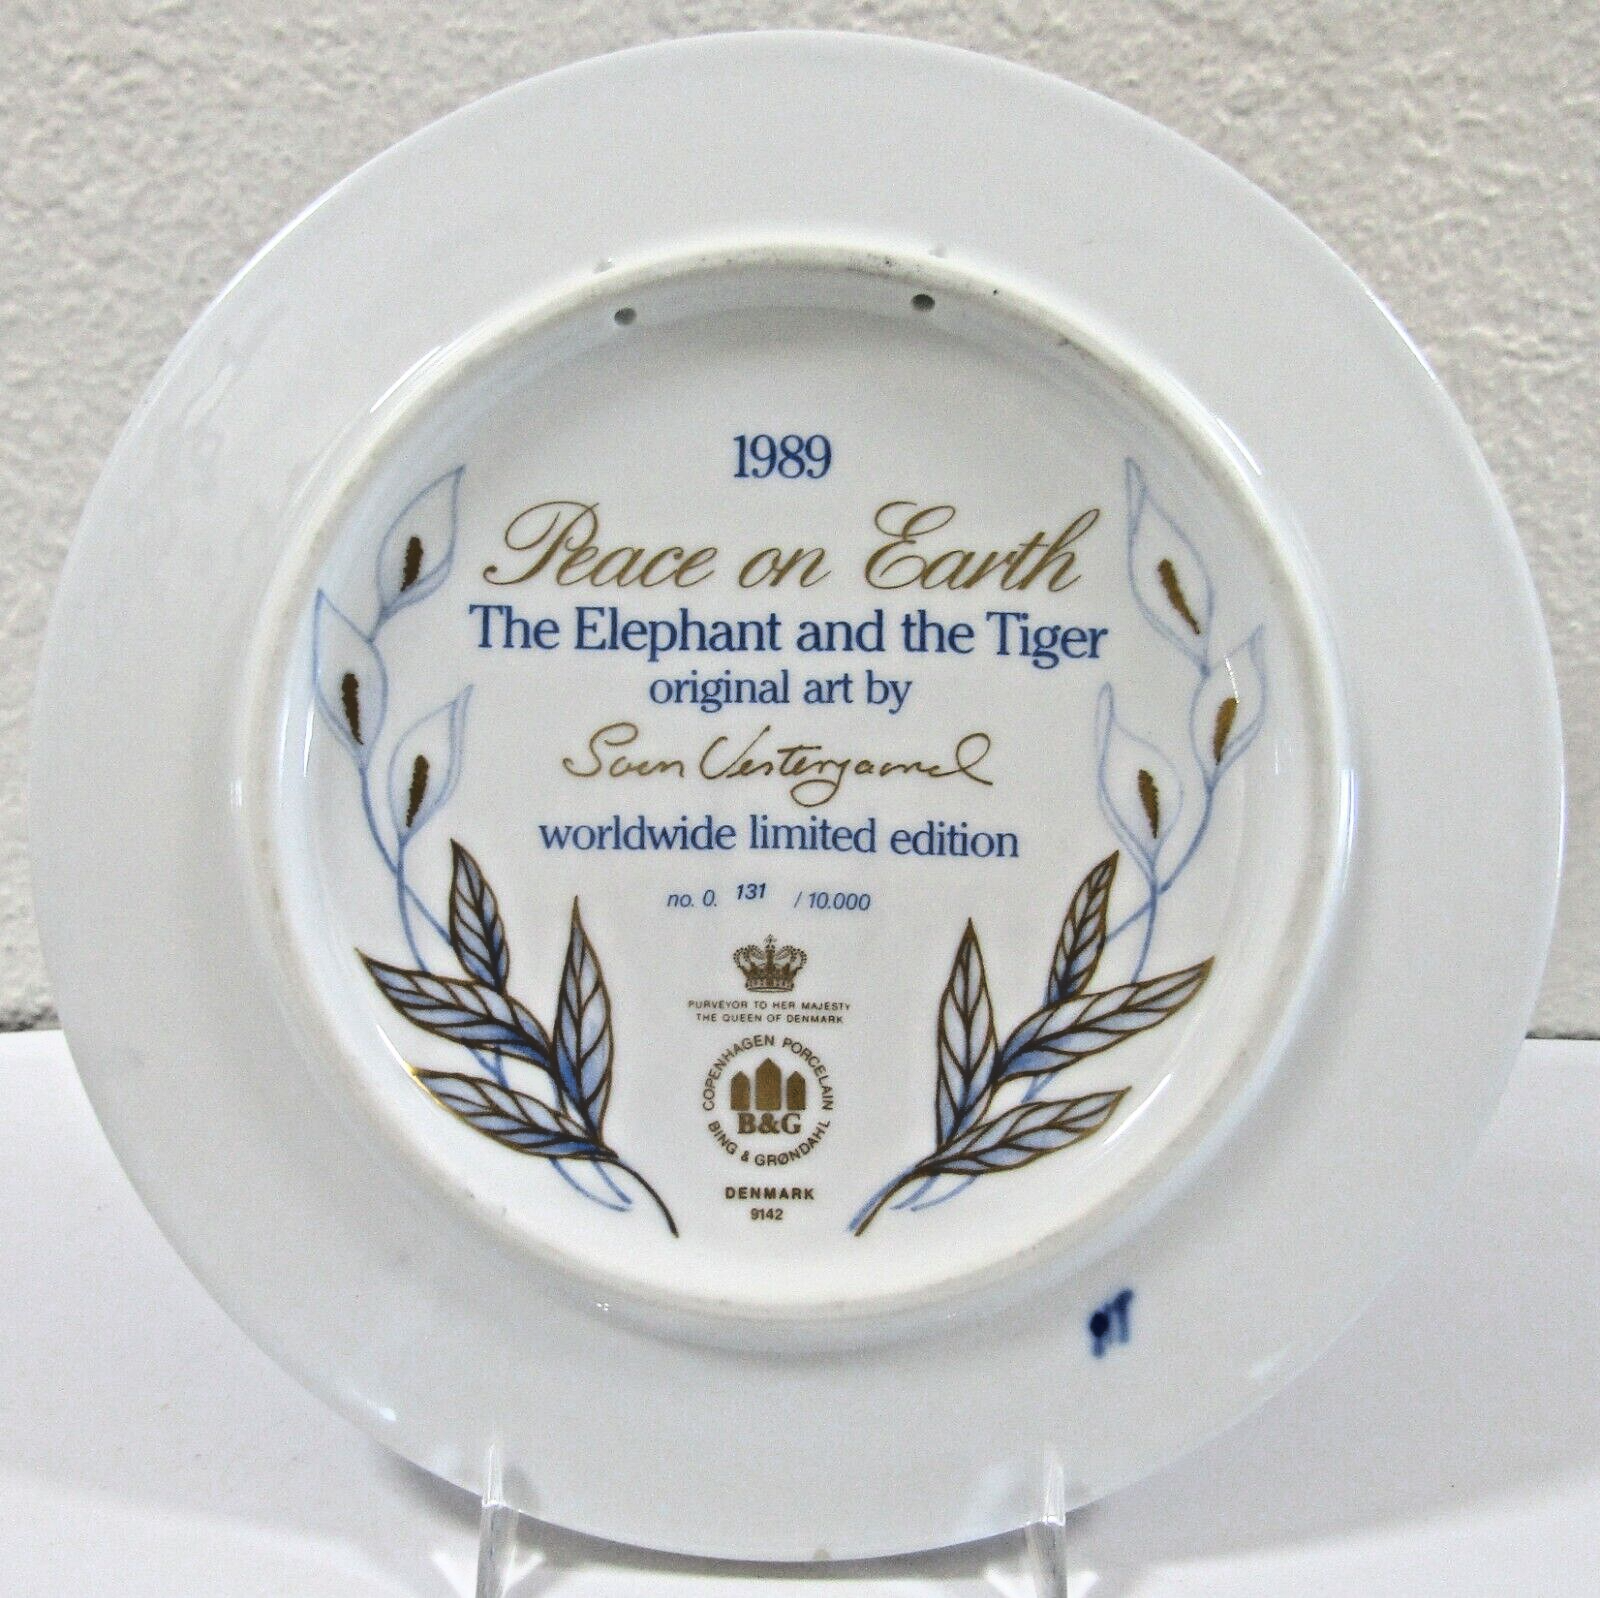 1989
Peace on Earth
The Elephant and the Tiger
original art by
Sven Vestergaard
worldwide limited edition
no. 0. 131 / 10.000
PURVEYOR TO HER MAJESTY
THE QUEEN OF DENMARK
COPENHAGEN PORCELAIN
B&G
BING & GRØNDAHL
DENMARK
9142